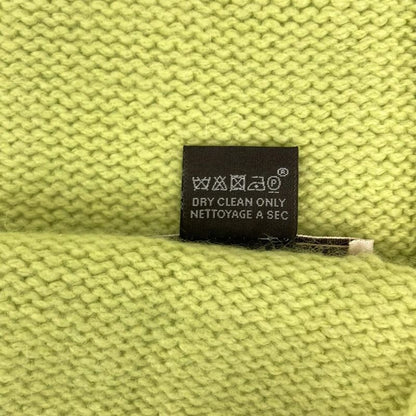 ®
P
DRY CLEAN ONLY
NETTOYAGE A SEC